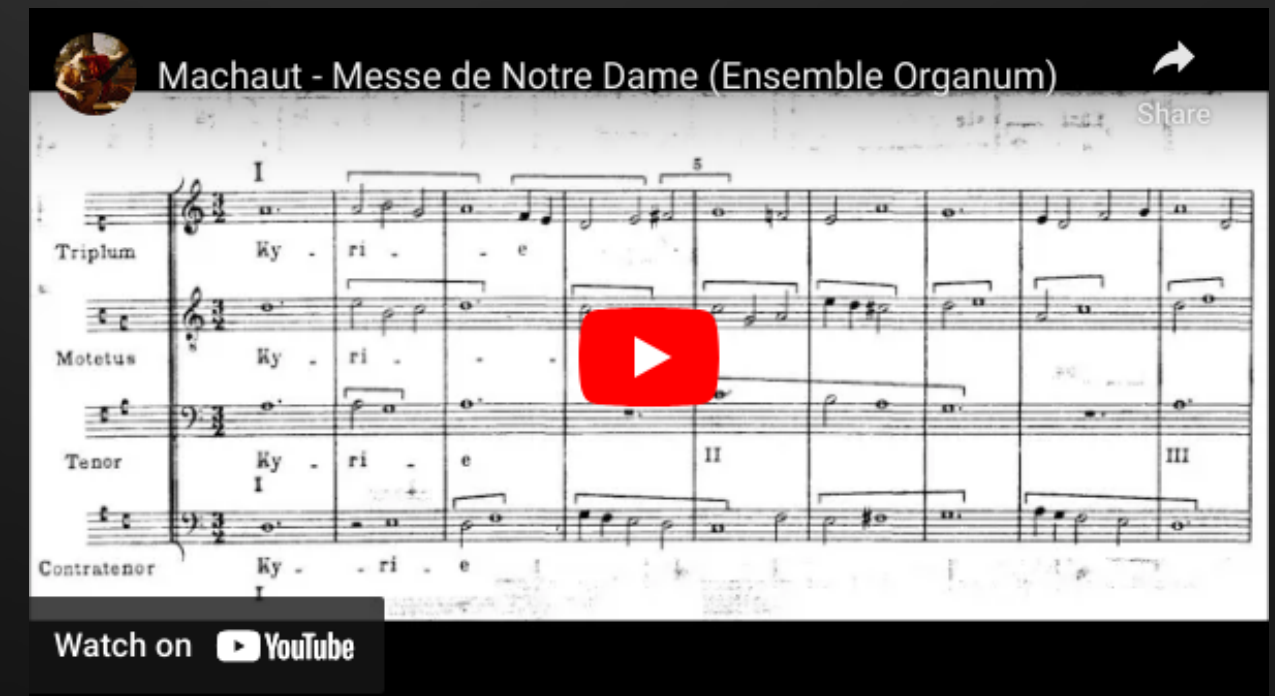 Machaut - Messe de Notre Dame (Ensemble Organum)
Share
I
5
Triplum
Ky - ri - - e
8
Motetus
Ky - ri - - -
Tenor
Ky - ri - e II III
I
Contratenor
Ky - - ri - e
I
Watch on YouTube